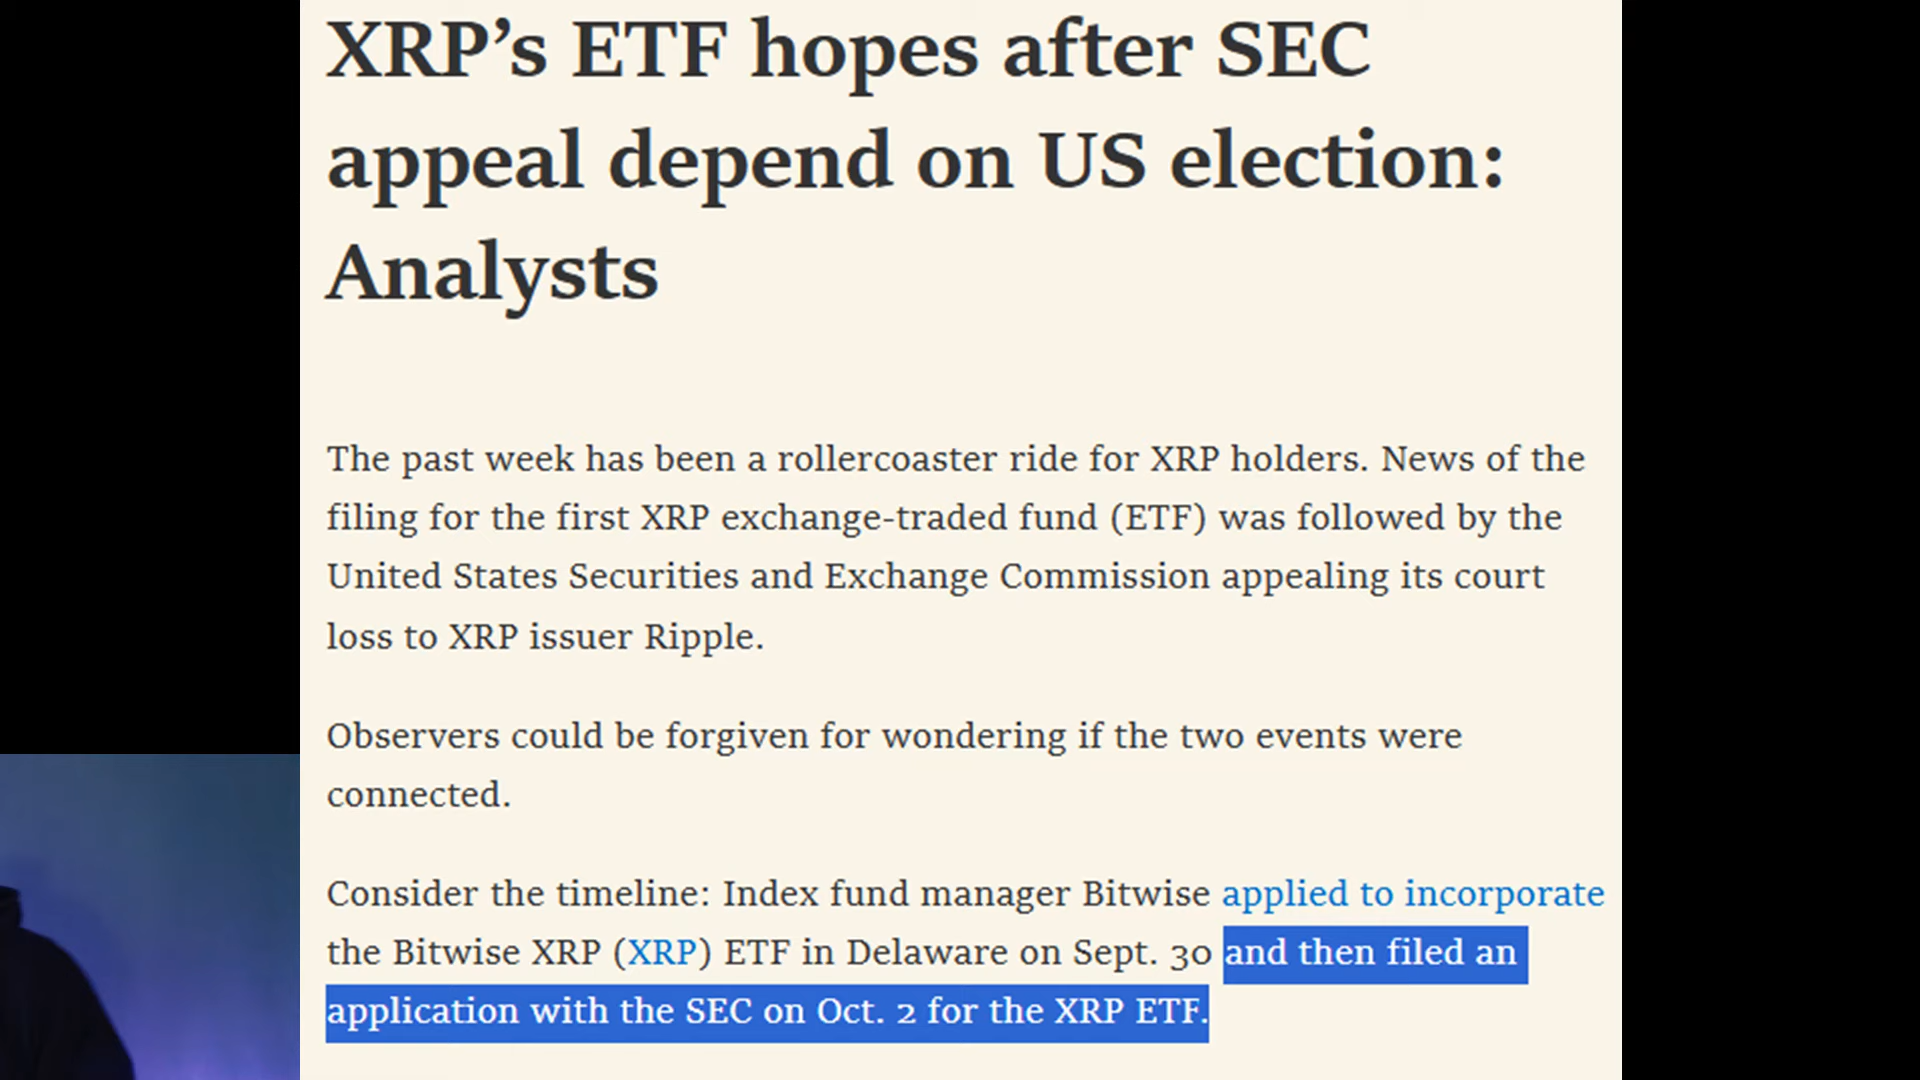 XRP’s ETF hopes after SEC
appeal depend on US election:
Analysts
The past week has been a rollercoaster ride for XRP holders. News of the
filing for the first XRP exchange-traded fund (ETF) was followed by the
United States Securities and Exchange Commission appealing its court
loss to XRP issuer Ripple.
Observers could be forgiven for wondering if the two events were
connected.
Consider the timeline: Index fund manager Bitwise applied to incorporate
the Bitwise XRP (XRP) ETF in Delaware on Sept. 30 and then filed an
application with the SEC on Oct. 2 for the XRP ETF.